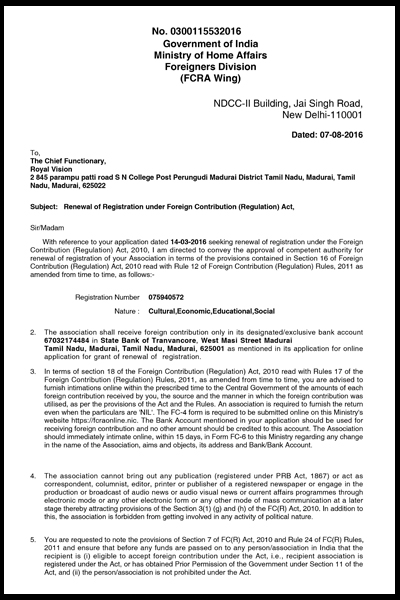 No. 0300115532016
Government of India
Ministry of Home Affairs
Foreigners Division
(FCRA Wing)
NDCC-II Building, Jai Singh Road,
New Delhi-110001
Dated: 07-08-2016
To,
The Chief Functionary,
Royal Vision
2 845 parampu patti road S N College Post Perungudi Madurai District Tamil Nadu, Madurai, Tamil
Nadu, Madurai, 625022
Subject: Renewal of Registration under Foreign Contribution (Regulation) Act,
Sir/Madam
With reference to your application dated 14-03-2016 seeking renewal of registration under the Foreign
Contribution (Regulation) Act, 2010, I am directed to convey the approval of competent authority for
renewal of registration of your Association in terms of the provisions contained in Section 16 of Foreign
Contribution (Regulation) Act, 2010 read with Rule 12 of Foreign Contribution (Regulation) Rules, 2011 as
amended from time to time, as follows:-
Registration Number 075940572
Nature : Cultural,Economic,Educational,Social
2. The association shall receive foreign contribution only in its designated/exclusive bank account
67032174484 in State Bank of Tranvancore, West Masi Street Madurai
Tamil Nadu, Madurai, Tamil Nadu, Madurai, 625001 as mentioned in its application for online
application for grant of renewal of registration.
3. In terms of section 18 of the Foreign Contribution (Regulation) Act, 2010 read with Rules 17 of the
Foreign Contribution (Regulation) Rules, 2011, as amended from time to time, you are advised to
furnish intimations online within the prescribed time to the Central Government of the amounts of each
foreign contribution received by you, the source and the manner in which the foreign contribution was
utilised, as per the provisions of the Act and the Rules. An association is required to furnish the return
even when the particulars are 'NIL'. The FC-4 form is required to be submitted online on this Ministry's
website https://fcraonline.nic. The Bank Account mentioned in your application should be used for
receiving foreign contribution and no other amount should be credited to this account. The Association
should immediately intimate online, within 15 days, in Form FC-6 to this Ministry regarding any change
in the name of the Association, aims and objects, its address and Bank/Bank Account.
4. The association cannot bring out any publication (registered under PRB Act, 1867) or act as
correspondent, columnist, editor, printer or publisher of a registered newspaper or engage in the
production or broadcast of audio news or audio visual news or current affairs programmes through
electronic mode or any other electronic form or any other mode of mass communication at a later
stage thereby attracting provisions of the Section 3(1) (g) and (h) of the FC(R) Act, 2010. In addition to
this, the association is forbidden from getting involved in any activity of political nature.
5. You are requested to note the provisions of Section 7 of FC(R) Act, 2010 and Rule 24 of FC(R) Rules,
2011 and ensure that before any funds are passed on to any person/association in India that the
recipient is (i) eligible to accept foreign contribution under the Act, i.e., recipient association is
registered under the Act, or has obtained Prior Permission of the Government under Section 11 of the
Act, and (ii) the person/association is not prohibited under the Act.